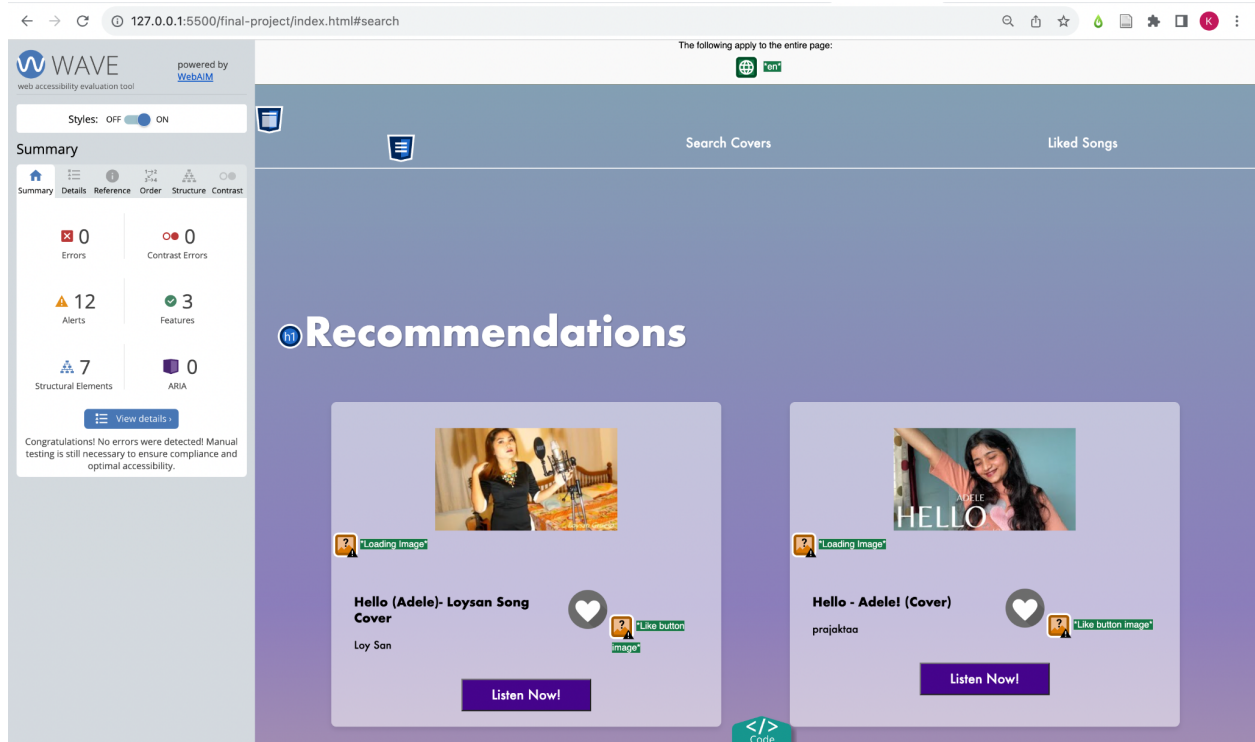 127.0.0.1:5500/final-project/index.html#search
K
WAVE
powered by
WebAIM
web accessibility evaluation tool
Styles: OFF ON
Summary
Summary Details Reference Order Structure Contrast
0
Errors
0
Contrast Errors
12
Alerts
3
Features
7
Structural Elements
0
ARIA
View details ›
Congratulations! No errors were detected! Manual
testing is still necessary to ensure compliance and
optimal accessibility.
The following apply to the entire page:
*en*
Search Covers
Liked Songs
h1
Recommendations
*Loading Image*
Hello (Adele)- Loysan Song
Cover
Loy San
*Like button
image*
Listen Now!
ADELE
HELLO
*Loading Image*
Hello - Adele! (Cover)
prajaktaa
*Like button image*
Listen Now!
</>
Code